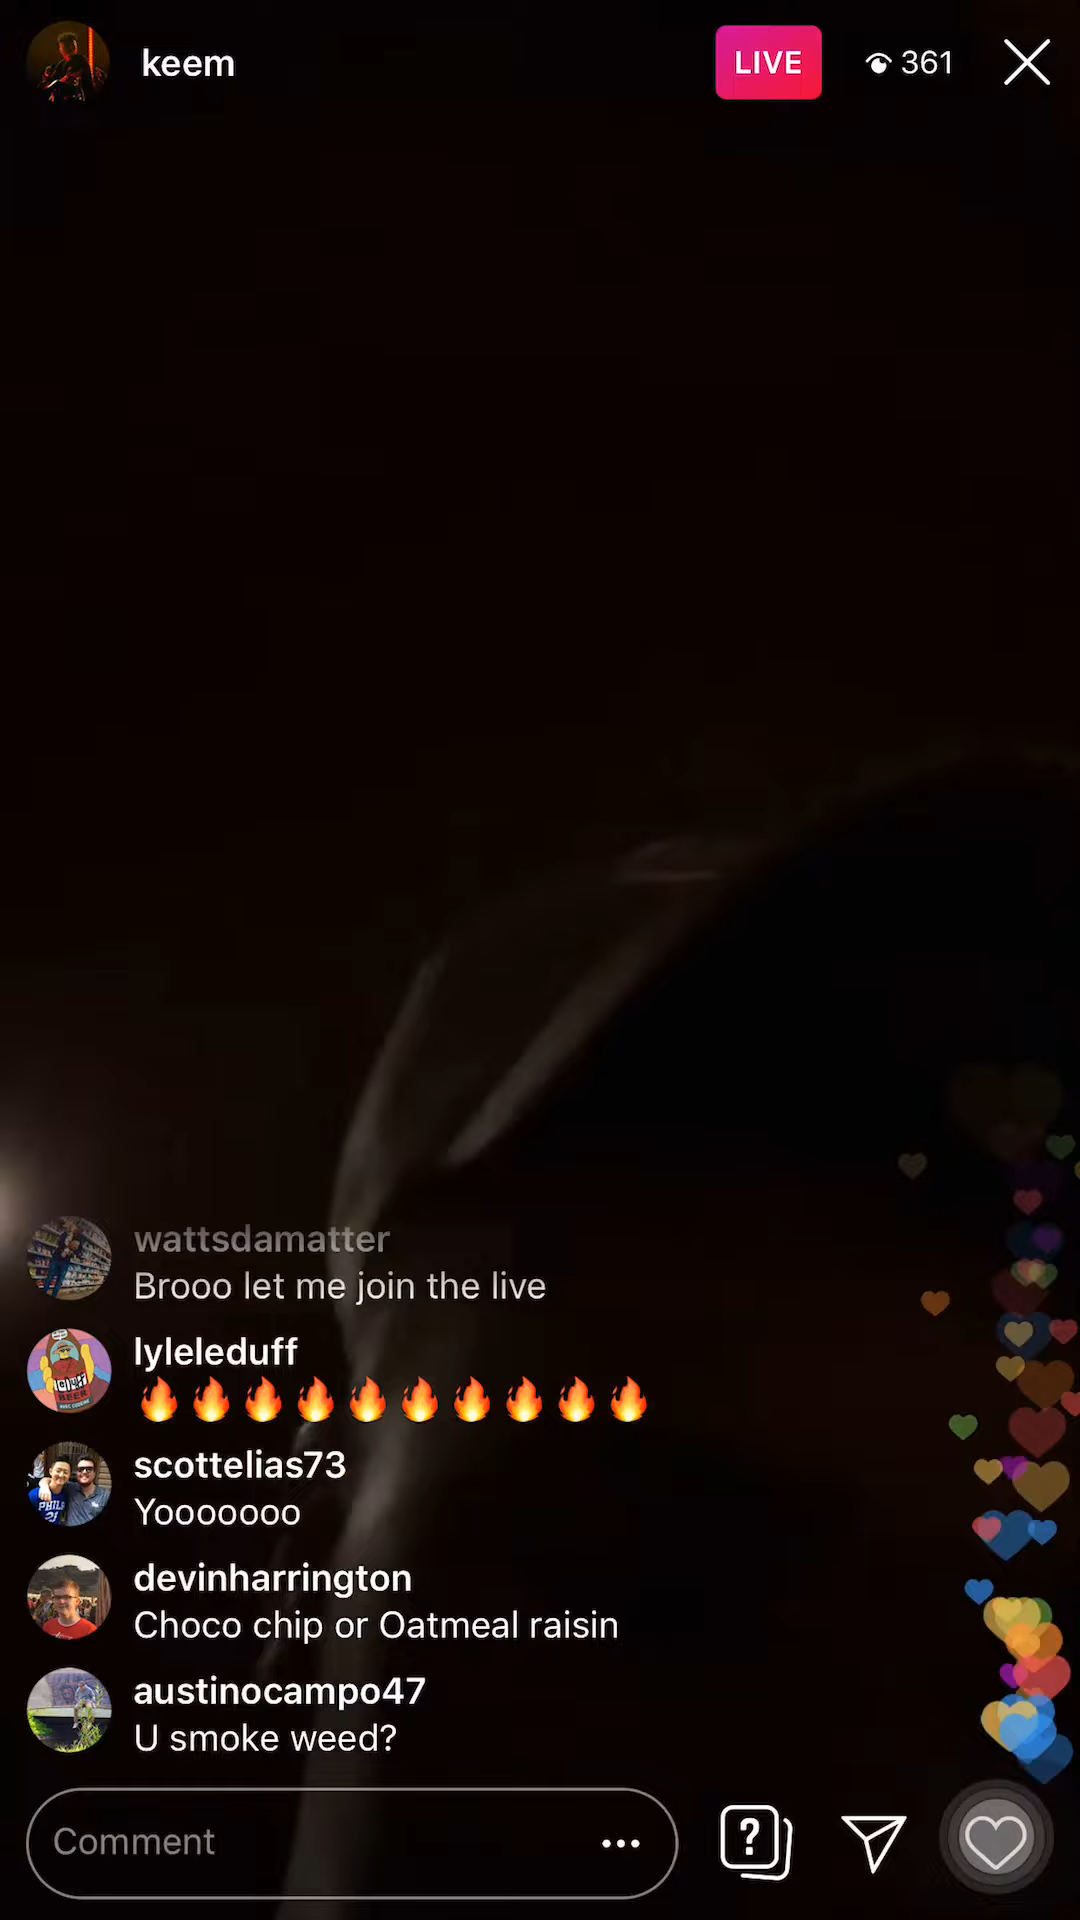 keem
LIVE
361
wattsdamatter
Brooo let me join the live
lyleleduff
🔥🔥🔥🔥🔥🔥🔥🔥🔥🔥
scottelias73
Yooooooo
devinharrington
Choco chip or Oatmeal raisin
austinocampo47
U smoke weed?
Comment